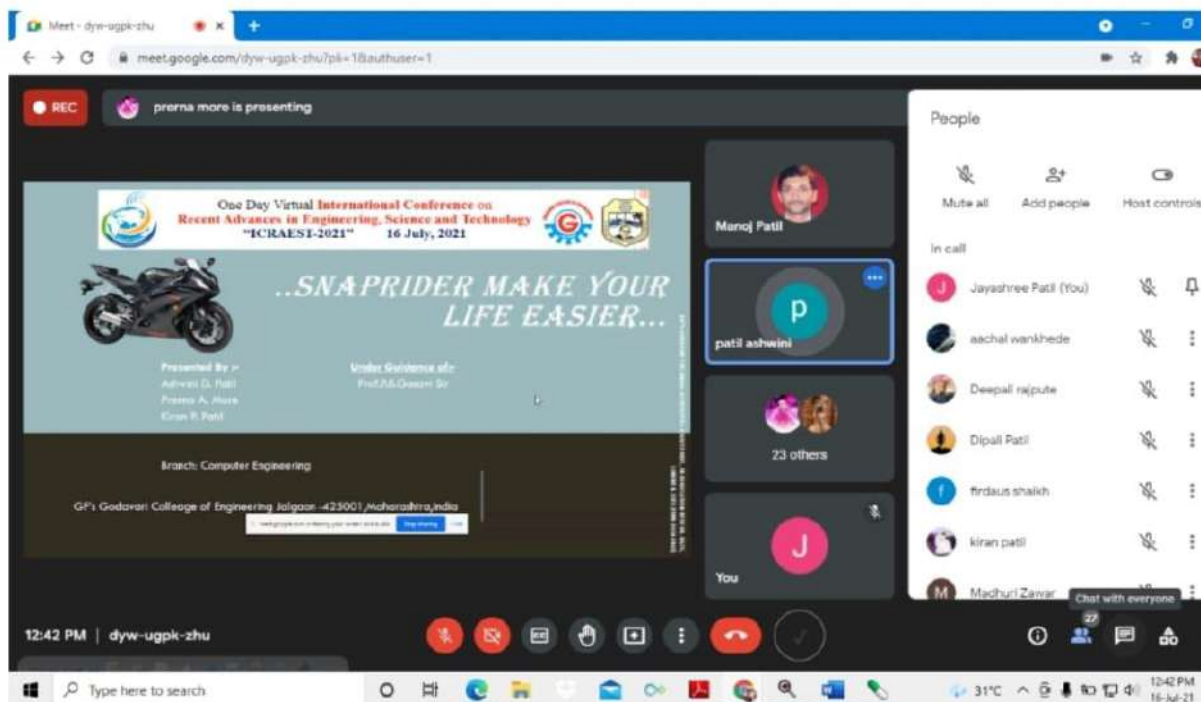 Meet - dyw-ugpk-zhu
meet.google.com/dyw-ugpk-zhu?pli=1&authuser=1
REC
prerna more is presenting
One Day Virtual International Conference on
Recent Advances in Engineering, Science and Technology
"ICRAEST-2021" 16 July, 2021
..SNAPRIDER MAKE YOUR
LIFE EASIER...
Presented By :-
Ashwini D. Patil
Prerna A. More
Kiran P. Patil
Under Guidance of:-
Branch: Computer Engineering
GF's Godavari Colleage of Engineering Jalgaon -425001,Maharashtra,India
Stop sharing
Manoj Patil
P
patil ashwini
23 others
J
You
People
Mute all
Add people
Host controls
In call
J
Jayashree Patil (You)
aachal wankhede
Deepali rajpute
Dipali Patil
f
firdaus shaikh
kiran patil
M
Madhuri Zawar
Chat with everyone
27
12:42 PM | dyw-ugpk-zhu
Type here to search
31°C
12:42 PM
16-Jul-21